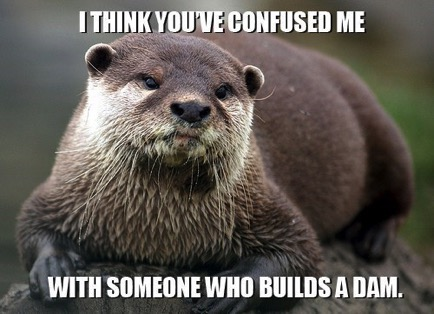 I THINK YOU'VE CONFUSED ME
WITH SOMEONE WHO BUILDS A DAM.